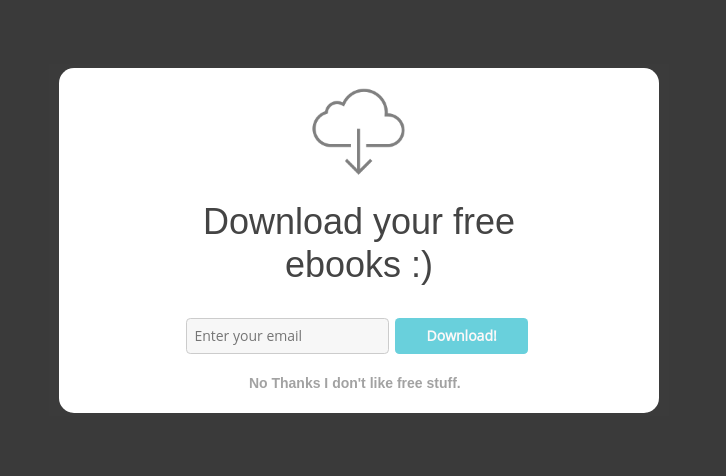 Download your free
ebooks :)
Enter your email
Download!
No Thanks I don't like free stuff.